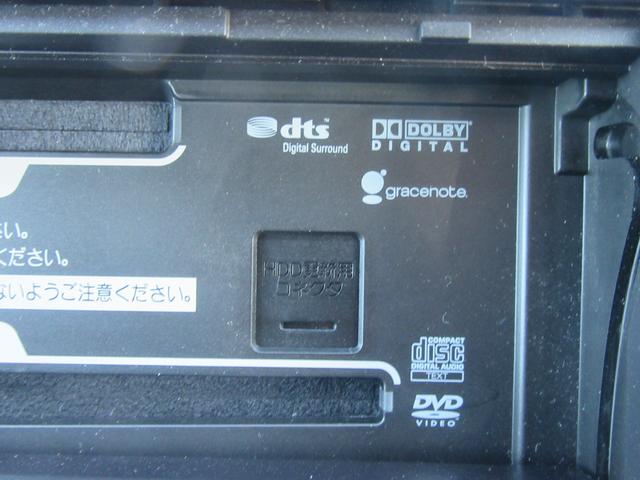 dts
Digital Surround
DOLBY
DIGITAL
gracenote.
さい。
ください。
ないようご注意ください。
HDD更新用
コネクタ
COMPACT
disc
DIGITAL AUDIO
TEXT
DVD
VIDEO